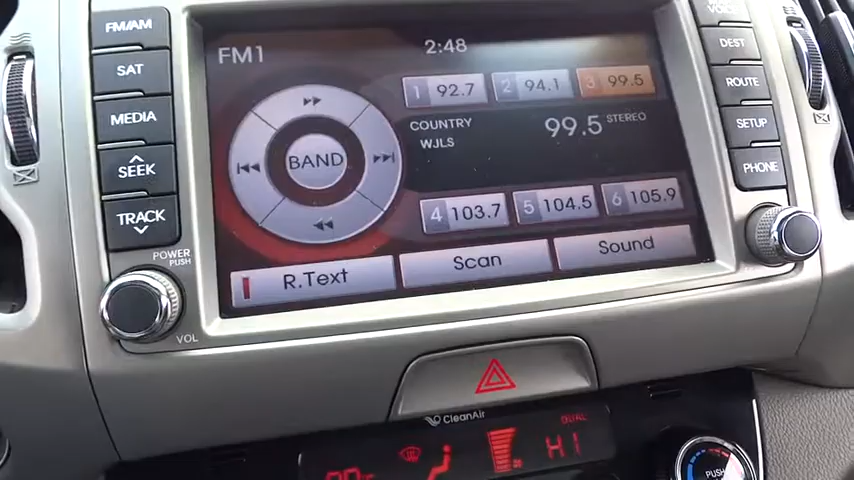 FM/AM
SAT
MEDIA
SEEK
TRACK
POWER
PUSH
VOL
FM1
2:48
1 92.7
2 94.1
3 99.5
COUNTRY
WJLS
99.5 STEREO
BAND
4 103.7
5 104.5
6 105.9
R.Text
Scan
Sound
DEST
ROUTE
SETUP
PHONE
CleanAir
DUAL
HI
PUSH